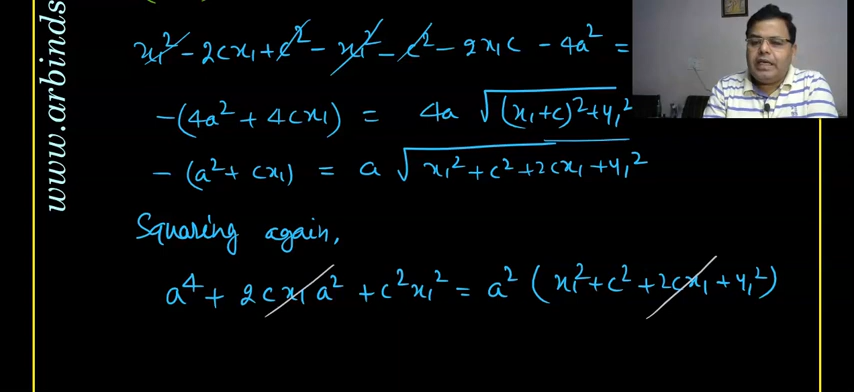 www.arbinds
x₁² - 2cx₁ + c² - x₁² - c² - 2x₁c - 4a² =
-(4a² + 4cx₁) = 4a √((x₁+c)² + y₁²)
-(a² + cx₁) = a √(x₁² + c² + 2cx₁ + y₁²)
Squaring again,
a⁴ + 2cx₁a² + c²x₁² = a² (x₁² + c² + 2cx₁ + y₁²)